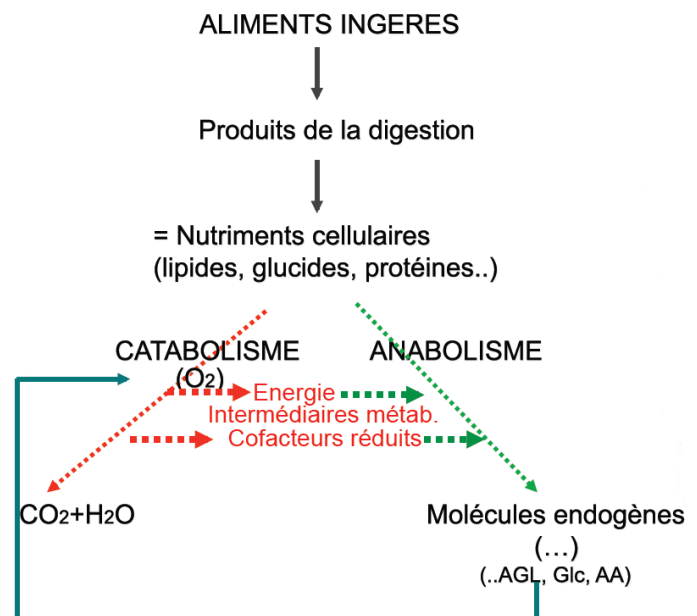 ALIMENTS INGERES
Produits de la digestion
= Nutriments cellulaires
(lipides, glucides, protéines..)
CATABOLISME
ANABOLISME
(O₂)
Energie
Intermédiaires métab.
Cofacteurs réduits
CO₂+H₂O
Molécules endogènes
(...)
(..AGL, Glc, AA)